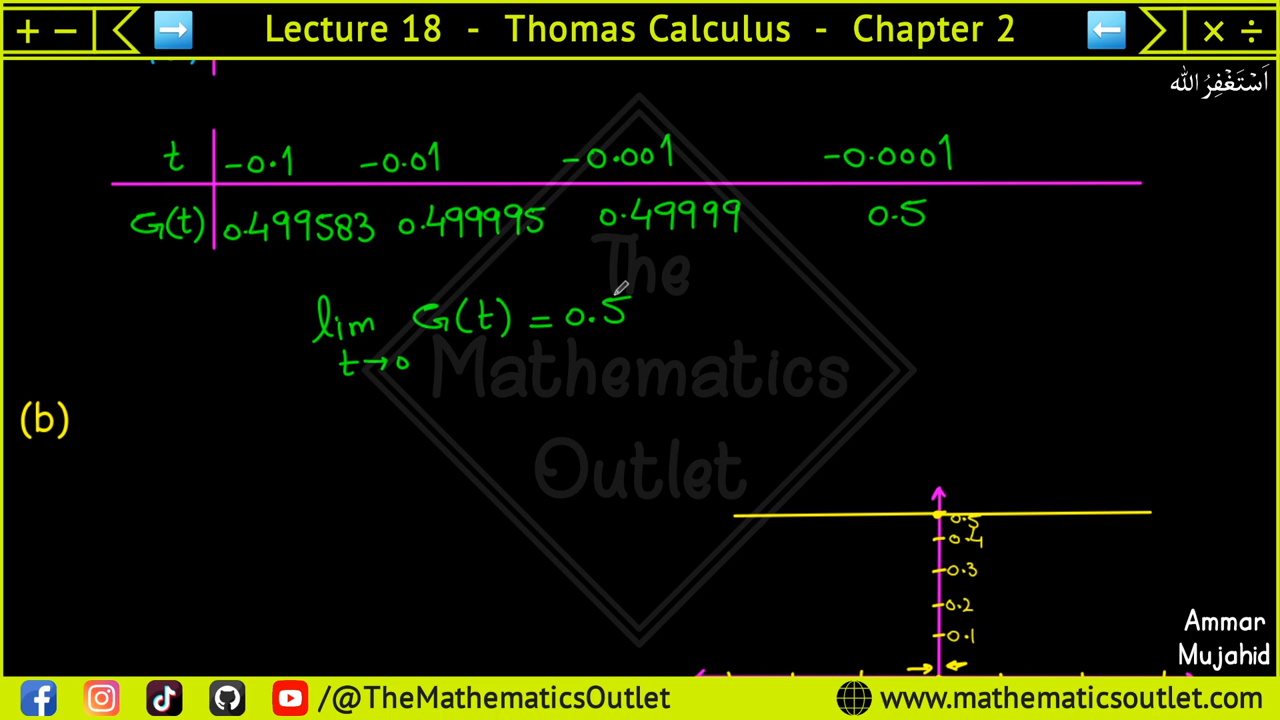 + − ➡ Lecture 18 - Thomas Calculus - Chapter 2 ⬅ × ÷
اَسْتَغْفِرُ اللّٰه
t -0.1 -0.01 -0.001 -0.0001
G(t) 0.499583 0.499995 0.49999 0.5
lim G(t) = 0.5
t→0
The
Mathematics
Outlet
(b)
0.5
0.4
0.3
0.2
0.1
Ammar
Mujahid
/@TheMathematicsOutlet www.mathematicsoutlet.com